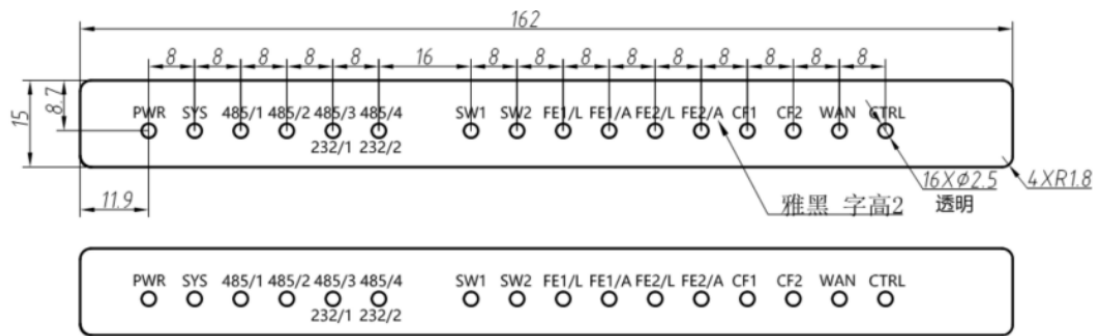 162
8 8 8 8 8 16 8 8 8 8 8 8 8 8 8
15
8.7
PWR SYS 485/1 485/2 485/3 485/4 SW1 SW2 FE1/L FE1/A FE2/L FE2/A CF1 CF2 WAN CTRL
232/1 232/2
11.9
16XØ2.5
4XR1.8
雅黑 字高2
透明
PWR SYS 485/1 485/2 485/3 485/4 SW1 SW2 FE1/L FE1/A FE2/L FE2/A CF1 CF2 WAN CTRL
232/1 232/2